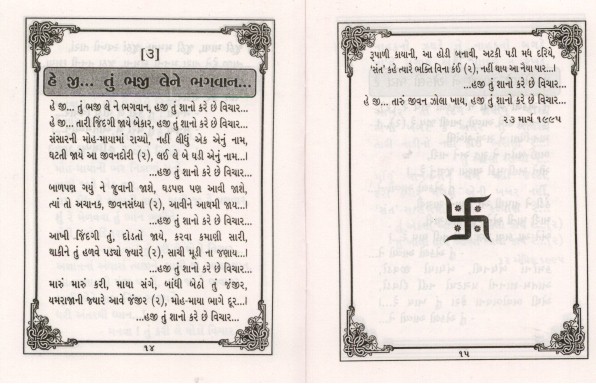 [૩]
હે જી... તું ભજી લેને ભગવાન...
હે જી... તું ભજી લે ને ભગવાન, હજી તું શાનો કરે છે વિચાર...
હે જી... તારી જિંદગી જાયે બેકાર, હજી તું શાનો કરે છે વિચાર...
સંસારની મોહ-માયામાં રાચ્યો, નહીં લીધું એક એનું નામ,
ઘટતી જાયે આ જીવનદોરી (૨), લઈ લે બે ઘડી એનું નામ...।
...હજી તું શાનો કરે છે વિચાર...
બાળપણ ગયું ને જુવાની જાશે, ઘડપણ પણ આવી જાશે,
ત્યાં તો અચાનક, જીવનસંધ્યા (૨), આવીને આથમી જાય...।
...હજી તું શાનો કરે છે વિચાર...
આખી જિંદગી તું, દોડતો જાયે, કરવા કમાણી સારી,
થાકીને તું હળવે પડ્યો જ્યારે (૨), સાચી મૂડી ના જણાય...।
...હજી તું શાનો કરે છે વિચાર...
મારું મારું કરી, માયા સંગે, બાંધી બેઠો તું જંજીર,
યમરાજાની જ્યારે આવે જંજીર (૨), મોહ-માયા ભાગે દૂર...।
...હજી તું શાનો કરે છે વિચાર...
૧૪
રૂપાળી કાયાની, આ હોડી બનાવી, અટકી પડી મધ દરિયે,
'સંત' કહે ત્યારે ભક્તિ વિના કંઈ (૨), નહીં થાય આ નૈયા પાર...।
...હજી તું શાનો કરે છે વિચાર...
હે જી... તારું જીવન ઝોલા ખાય, હજી તું શાનો કરે છે વિચાર...
૨૩ માર્ચ ૧૯૯૫
૧૫